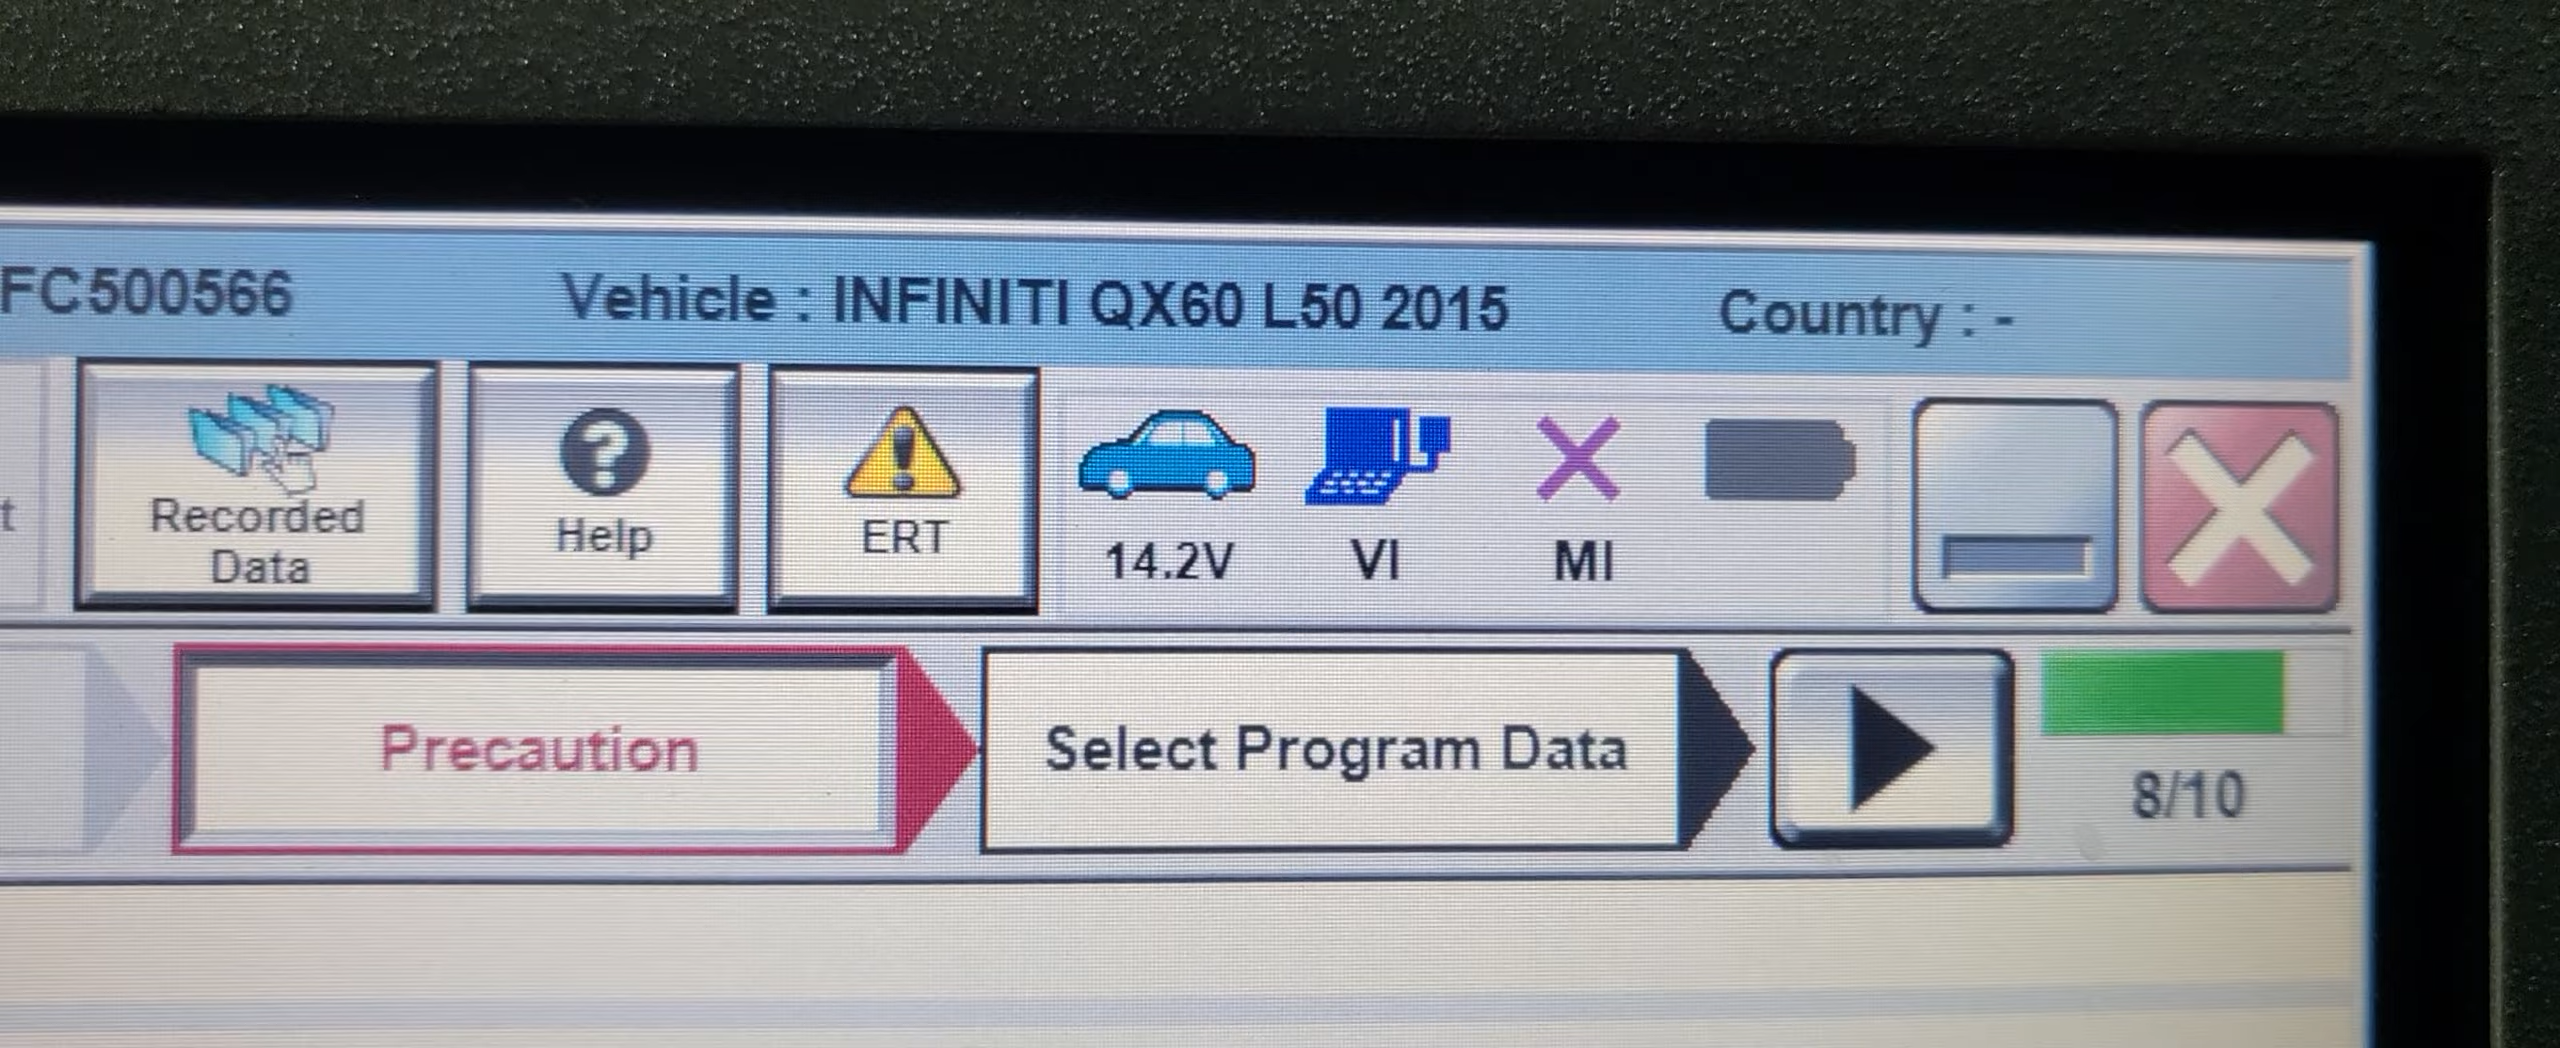 FC500566 Vehicle : INFINITI QX60 L50 2015 Country : -
t Recorded Data Help ERT 14.2V VI MI
Precaution Select Program Data 8/10